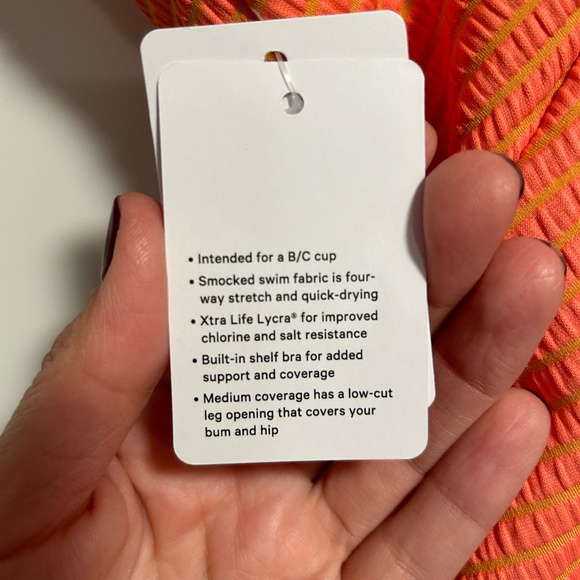 • Intended for a B/C cup
• Smocked swim fabric is four-
way stretch and quick-drying
• Xtra Life Lycra® for improved
chlorine and salt resistance
• Built-in shelf bra for added
support and coverage
• Medium coverage has a low-cut
leg opening that covers your
bum and hip